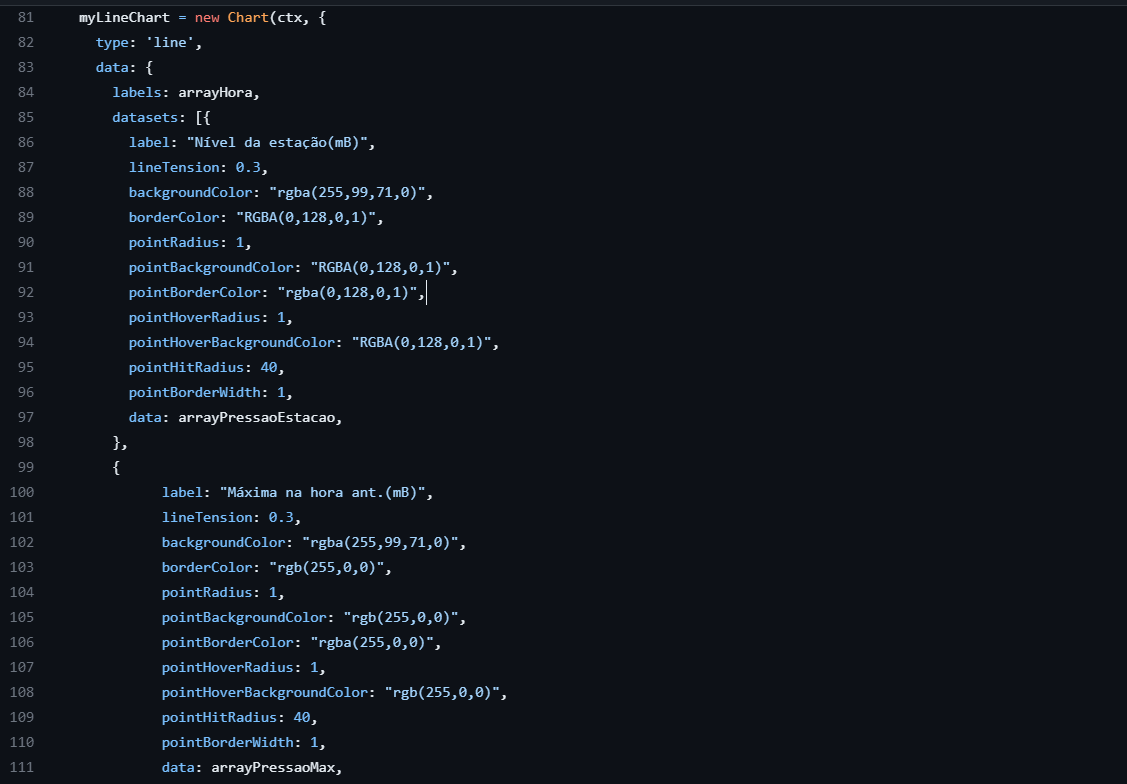 81 myLineChart = new Chart(ctx, {
82 type: 'line',
83 data: {
84 labels: arrayHora,
85 datasets: [{
86 label: "Nível da estação(mB)",
87 lineTension: 0.3,
88 backgroundColor: "rgba(255,99,71,0)",
89 borderColor: "RGBA(0,128,0,1)",
90 pointRadius: 1,
91 pointBackgroundColor: "RGBA(0,128,0,1)",
92 pointBorderColor: "rgba(0,128,0,1)",
93 pointHoverRadius: 1,
94 pointHoverBackgroundColor: "RGBA(0,128,0,1)",
95 pointHitRadius: 40,
96 pointBorderWidth: 1,
97 data: arrayPressaoEstacao,
98 },
99 {
100 label: "Máxima na hora ant.(mB)",
101 lineTension: 0.3,
102 backgroundColor: "rgba(255,99,71,0)",
103 borderColor: "rgb(255,0,0)",
104 pointRadius: 1,
105 pointBackgroundColor: "rgb(255,0,0)",
106 pointBorderColor: "rgba(255,0,0)",
107 pointHoverRadius: 1,
108 pointHoverBackgroundColor: "rgb(255,0,0)",
109 pointHitRadius: 40,
110 pointBorderWidth: 1,
111 data: arrayPressaoMax,